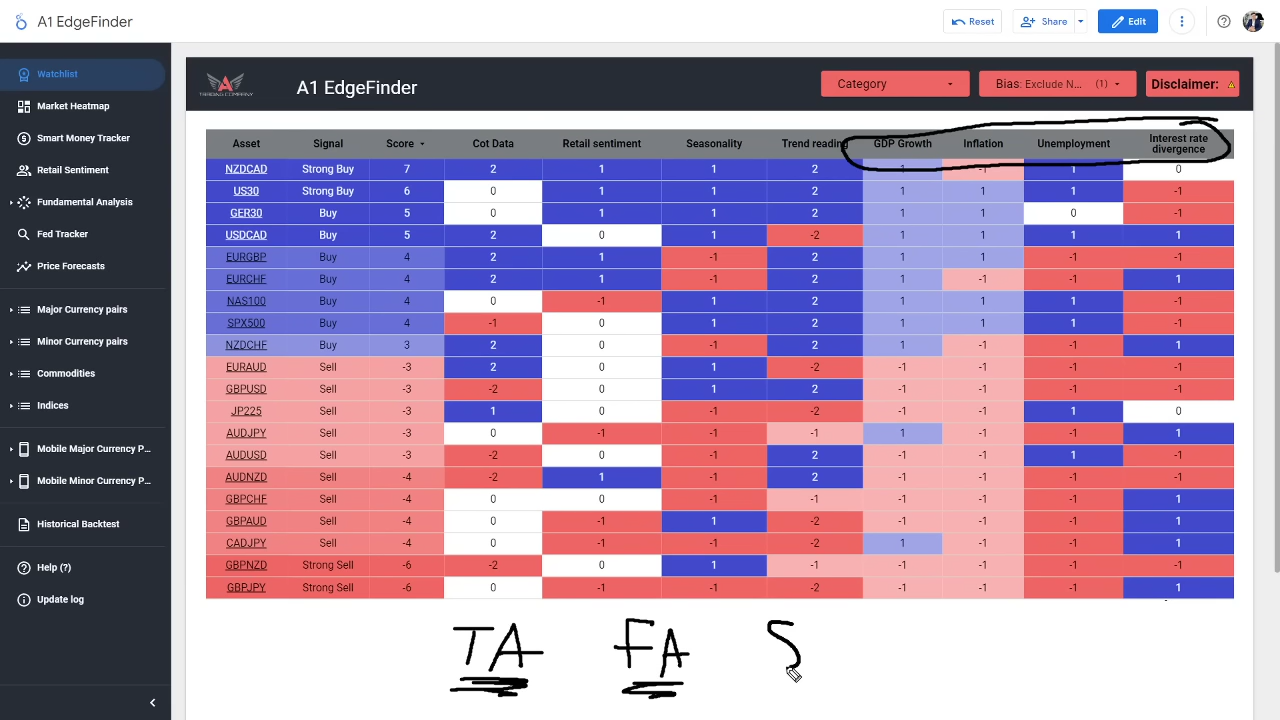 A1 EdgeFinder
Reset
Share
Edit
Watchlist
Market Heatmap
Smart Money Tracker
Retail Sentiment
Fundamental Analysis
Fed Tracker
Price Forecasts
Major Currency pairs
Minor Currency pairs
Commodities
Indices
Mobile Major Currency P...
Mobile Minor Currency P...
Historical Backtest
Help (?)
Update log
A
TRADING COMPANY
A1 EdgeFinder
Category
Bias: Exclude N... (1)
Disclaimer:
Asset Signal Score Cot Data Retail sentiment Seasonality Trend reading GDP Growth Inflation Unemployment Interest rate divergence
NZDCAD Strong Buy 7 2 1 1 2 1 -1 1 0
US30 Strong Buy 6 0 1 1 2 1 1 1 -1
GER30 Buy 5 0 1 1 2 1 1 0 -1
USDCAD Buy 5 2 0 1 -2 1 1 1 1
EURGBP Buy 4 2 1 -1 2 1 1 -1 -1
EURCHF Buy 4 2 1 -1 2 1 -1 -1 1
NAS100 Buy 4 0 -1 1 2 1 1 1 -1
SPX500 Buy 4 -1 0 1 2 1 1 1 -1
NZDCHF Buy 3 2 0 -1 2 1 -1 -1 1
EURAUD Sell -3 2 0 1 -2 -1 -1 -1 -1
GBPUSD Sell -3 -2 0 1 2 -1 -1 -1 -1
JP225 Sell -3 1 0 -1 -2 -1 -1 1 0
AUDJPY Sell -3 0 -1 -1 -1 1 -1 -1 1
AUDUSD Sell -3 -2 0 -1 2 -1 -1 1 -1
AUDNZD Sell -4 -2 1 -1 2 -1 -1 -1 -1
GBPCHF Sell -4 0 0 -1 -1 -1 -1 -1 1
GBPAUD Sell -4 0 -1 1 -2 -1 -1 -1 1
CADJPY Sell -4 0 -1 -1 -2 1 -1 -1 1
GBPNZD Strong Sell -6 -2 0 1 -1 -1 -1 -1 -1
GBPJPY Strong Sell -6 0 -1 -1 -2 -1 -1 -1 1
TA FA S